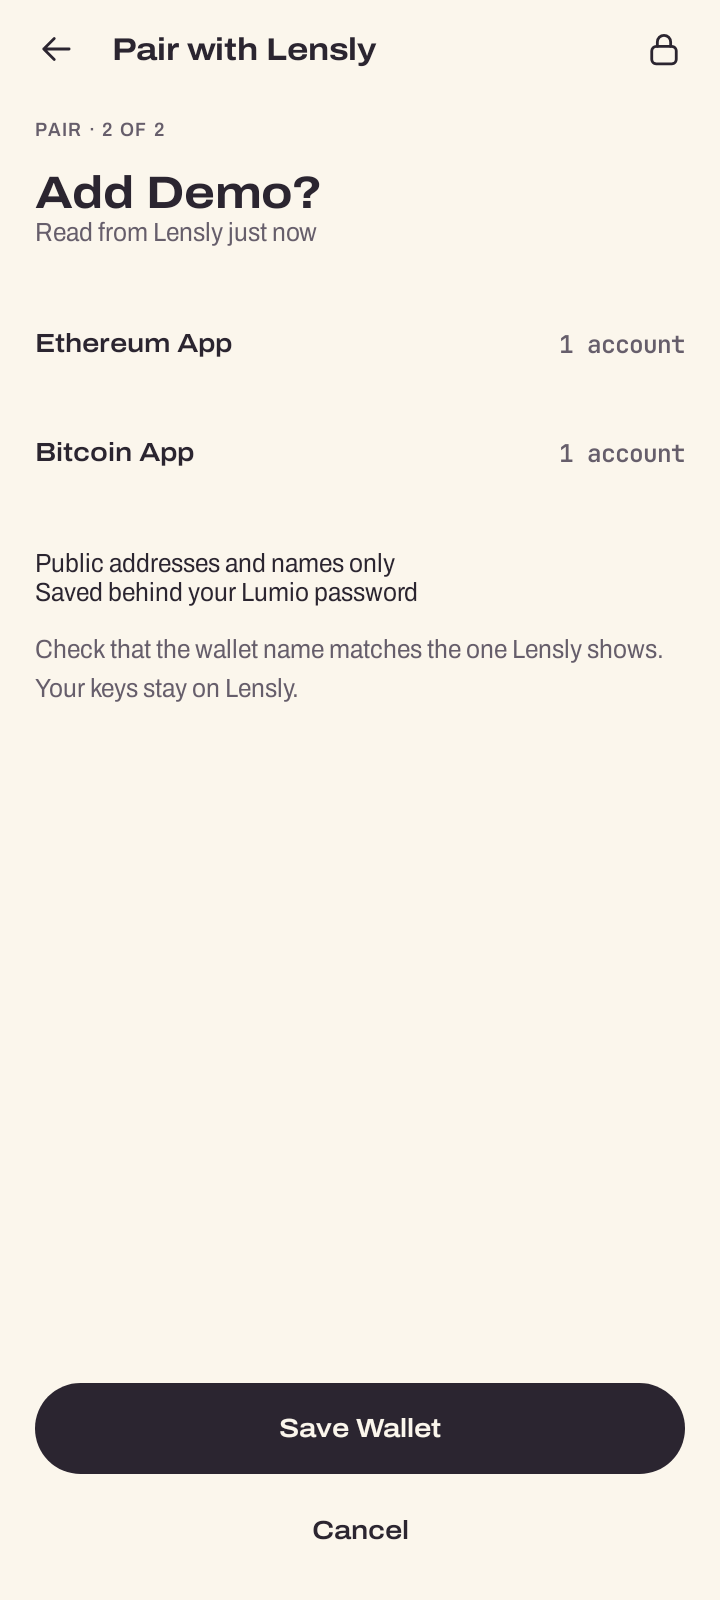 Pair with Lensly
PAIR · 2 OF 2
Add Demo?
Read from Lensly just now
Ethereum App 1 account
Bitcoin App 1 account
Public addresses and names only
Saved behind your Lumio password
Check that the wallet name matches the one Lensly shows.
Your keys stay on Lensly.
Save Wallet
Cancel